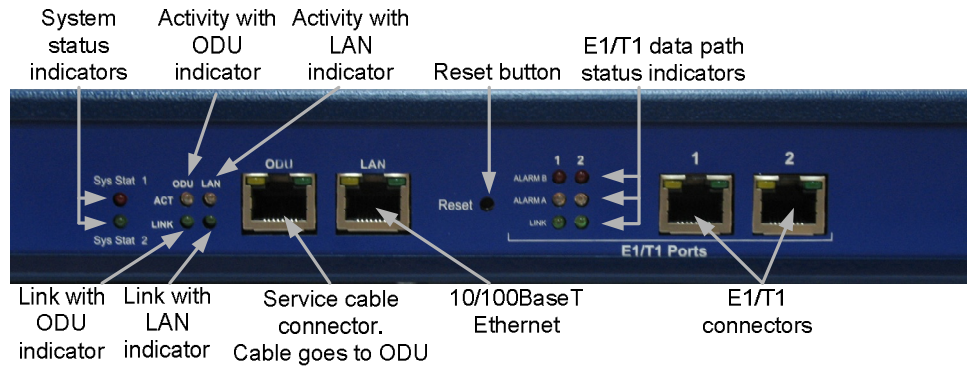 System
status
indicators
Activity with
ODU
indicator
Activity with
LAN
indicator
Reset button
E1/T1 data path
status indicators
Sys Stat 1
ODU LAN
ACT
LINK
Sys Stat 2
ODU
LAN
Reset
1 2
ALARM B
ALARM A
LINK
1
2
E1/T1 Ports
Link with
ODU
indicator
Link with
LAN
indicator
Service cable
connector.
Cable goes to ODU
10/100BaseT
Ethernet
E1/T1
connectors